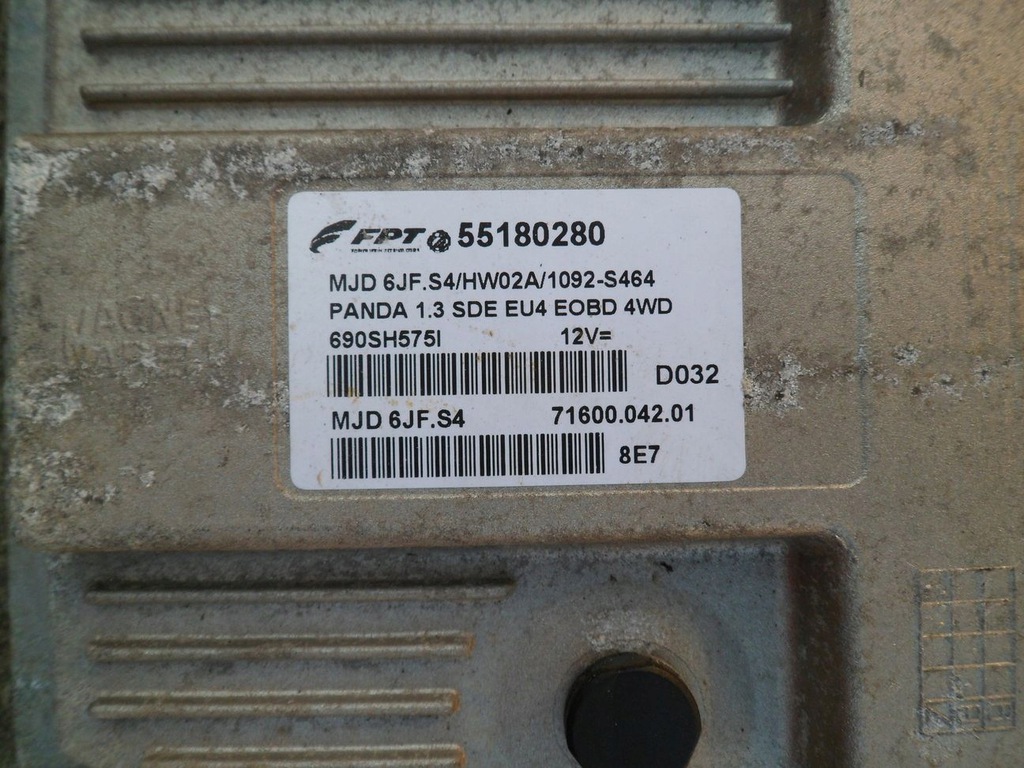 FPT 55180280
MJD 6JF.S4/HW02A/1092-S464
PANDA 1.3 SDE EU4 EOBD 4WD
690SH575I 12V=
D032
MJD 6JF.S4 71600.042.01
8E7